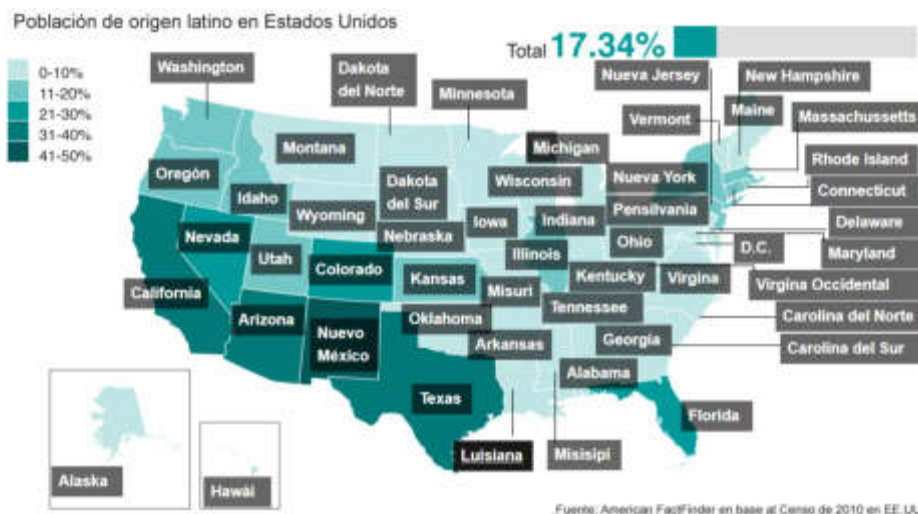 Población de origen latino en Estados Unidos
Total 17.34%
0-10%
11-20%
21-30%
31-40%
41-50%
Washington
Dakota
del Norte
Minnesota
Nueva Jersey
New Hampshire
Vermont
Maine
Massachussetts
Montana
Michigan
Rhode Island
Oregón
Wisconsin
Nueva York
Connecticut
Idaho
Dakota
del Sur
Wyoming
Iowa
Indiana
Pensilvania
Delaware
Nevada
Nebraska
Ohio
D.C.
Maryland
Utah
Colorado
Illinois
Kansas
Kentucky
Virgina
Virgina Occidental
California
Misuri
Arizona
Nuevo
México
Oklahoma
Tennessee
Carolina del Norte
Arkansas
Georgia
Carolina del Sur
Alabama
Texas
Florida
Luisiana
Misisipi
Alaska
Hawái
Fuente: American FactFinder en base al Censo de 2010 en EE.UU